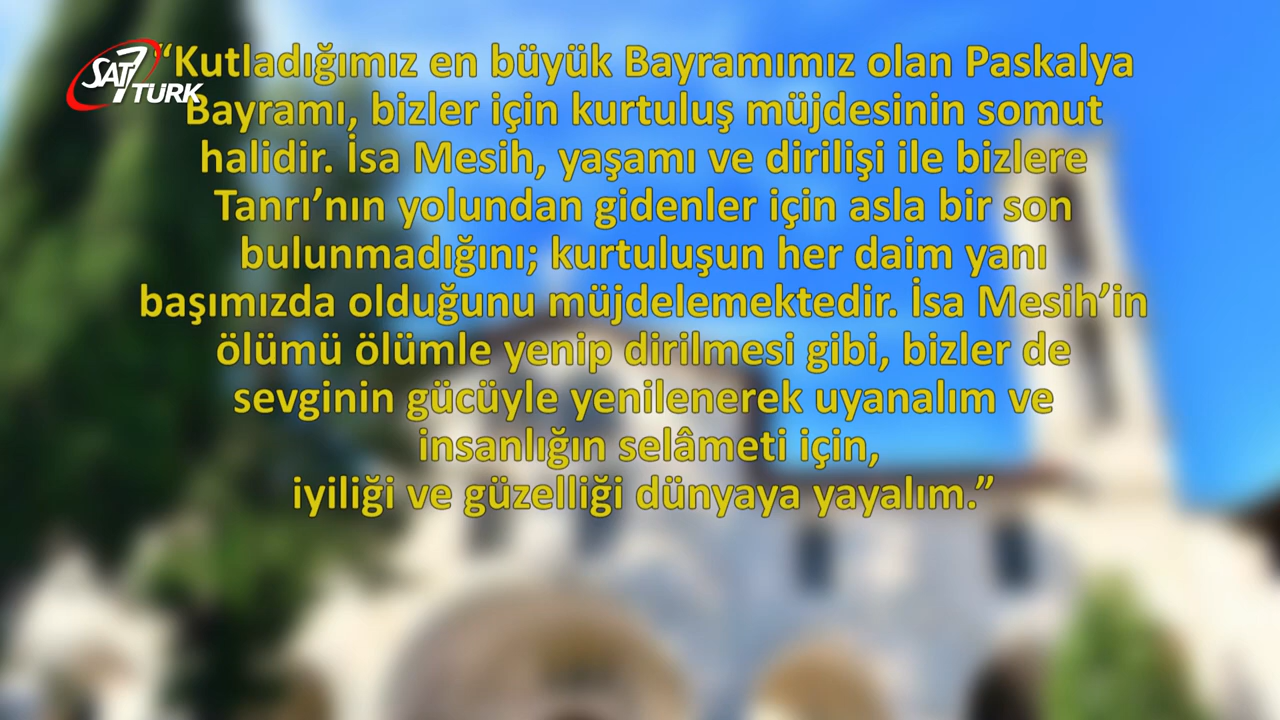 SAT7
TÜRK
“Kutladığımız en büyük Bayramımız olan Paskalya
Bayramı, bizler için kurtuluş müjdesinin somut
halidir. İsa Mesih, yaşamı ve dirilişi ile bizlere
Tanrı’nın yolundan gidenler için asla bir son
bulunmadığını; kurtuluşun her daim yanı
başımızda olduğunu müjdelemektedir. İsa Mesih’in
ölümü ölümle yenip dirilmesi gibi, bizler de
sevginin gücüyle yenilenerek uyanalım ve
insanlığın selâmeti için,
iyiliği ve güzelliği dünyaya yayalım.”